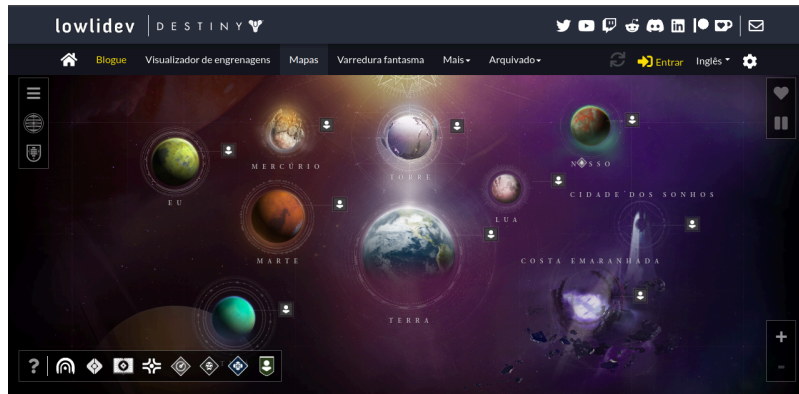 lowlidev DESTINY
Blogue Visualizador de engrenagens Mapas Varredura fantasma Mais Arquivado Entrar Inglês
MERCÚRIO
TORRE
NOSSO
EU
LUA
CIDADE DOS SONHOS
MARTE
COSTA EMARANHADA
TERRA
?
+
-